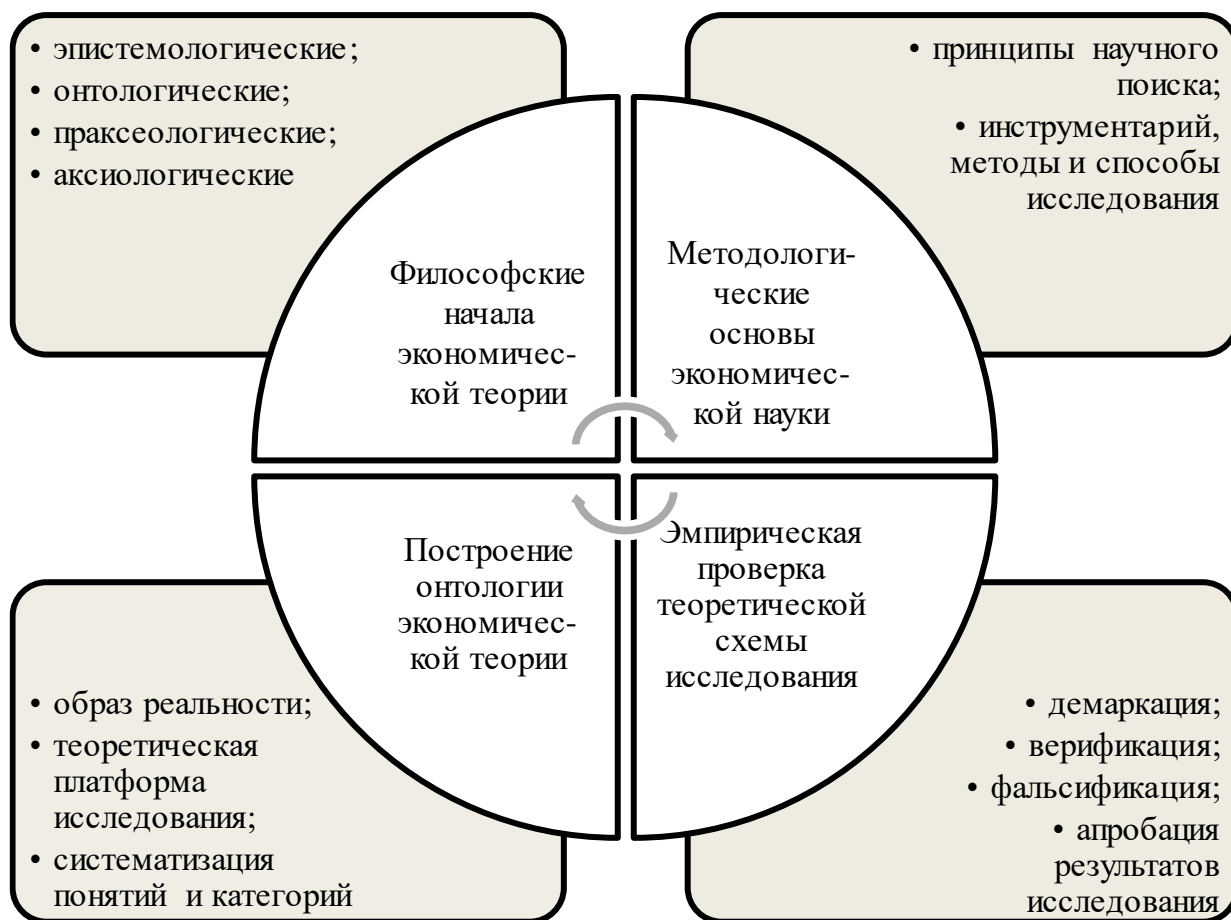 • эпистемологические;
• онтологические;
• праксеологические;
• аксиологические
• принципы научного
поиска;
• инструментарий,
методы и способы
исследования
Философские
начала
экономичес-
кой теории
Методологи-
ческие
основы
экономичес-
кой науки
Построение
онтологии
экономичес-
кой теории
Эмпирическая
проверка
теоретической
схемы
исследования
• образ реальности;
• теоретическая
платформа
исследования;
• систематизация
понятий и категорий
• демаркация;
• верификация;
• фальсификация;
• апробация
результатов
исследования